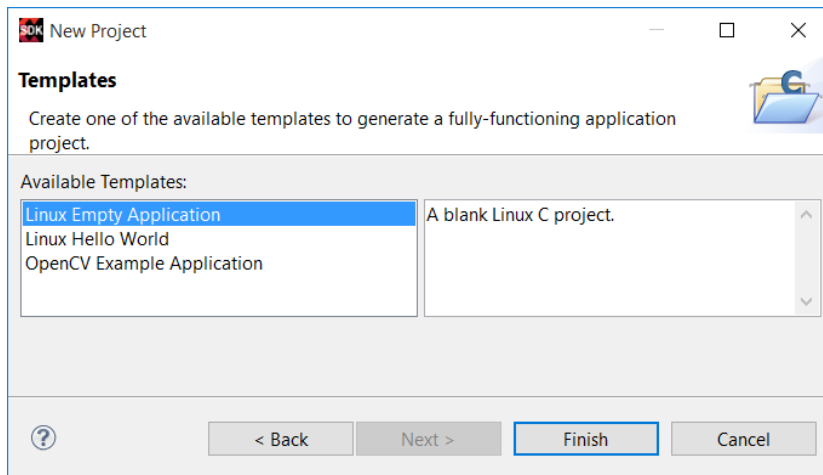 SDK New Project
Templates
Create one of the available templates to generate a fully-functioning application
project.
Available Templates:
Linux Empty Application
A blank Linux C project.
Linux Hello World
OpenCV Example Application
? < Back Next > Finish Cancel